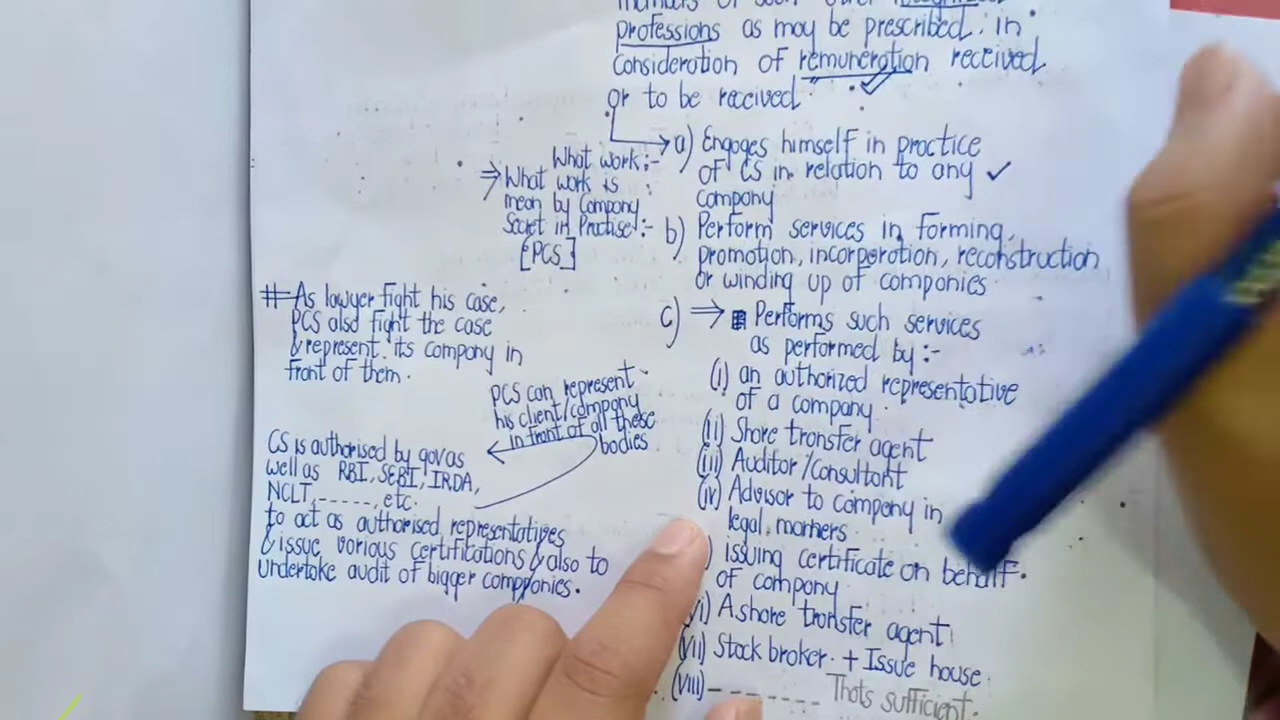 professions as may be prescribed. in
consideration of remuneration received
or to be received
a) Engages himself in practice
of CS in relation to any ✓
company
b) Perform services in forming,
promotion, incorporation, reconstruction
or winding up of companies
c) ⇒ Performs such services
as performed by:-
(i) an authorized representative
of a company.
(ii) Share transfer agent
(iii) Auditor/Consultant
(iv) Advisor to company in
legal
) issuing certificate on behalf.
of company
vi) A share transfer agent
(vii) Stock broker. + Issue house.
(viii) - - - - - - - Thats sufficient.
What work:-
⇒ What work is
mean by Company
Secret in Practise:-
[PCS]
# As lawyer fight his case,
PCS also fight the case
& represent its company in
front of them.
PCS can represent
his client/company
in front of all these
bodies
CS is authorised by gov as
well as RBI, SEBI, IRDA,
NCLT, - - - - -, etc.
to act as authorised representatives
& issue various certifications & also to
undertake audit of bigger comppanies.